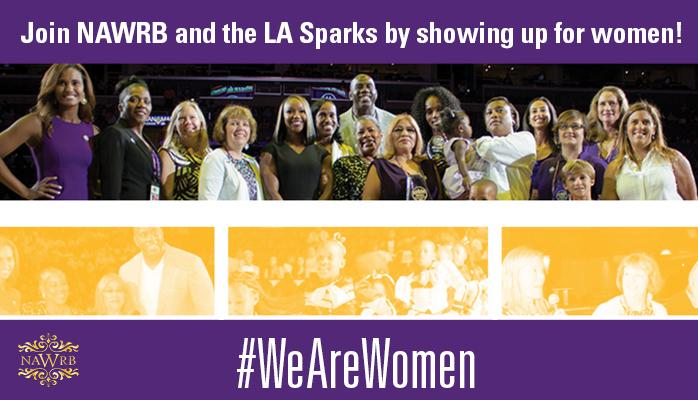 Join NAWRB and the LA Sparks by showing up for women!
NAWRB
#WeAreWomen